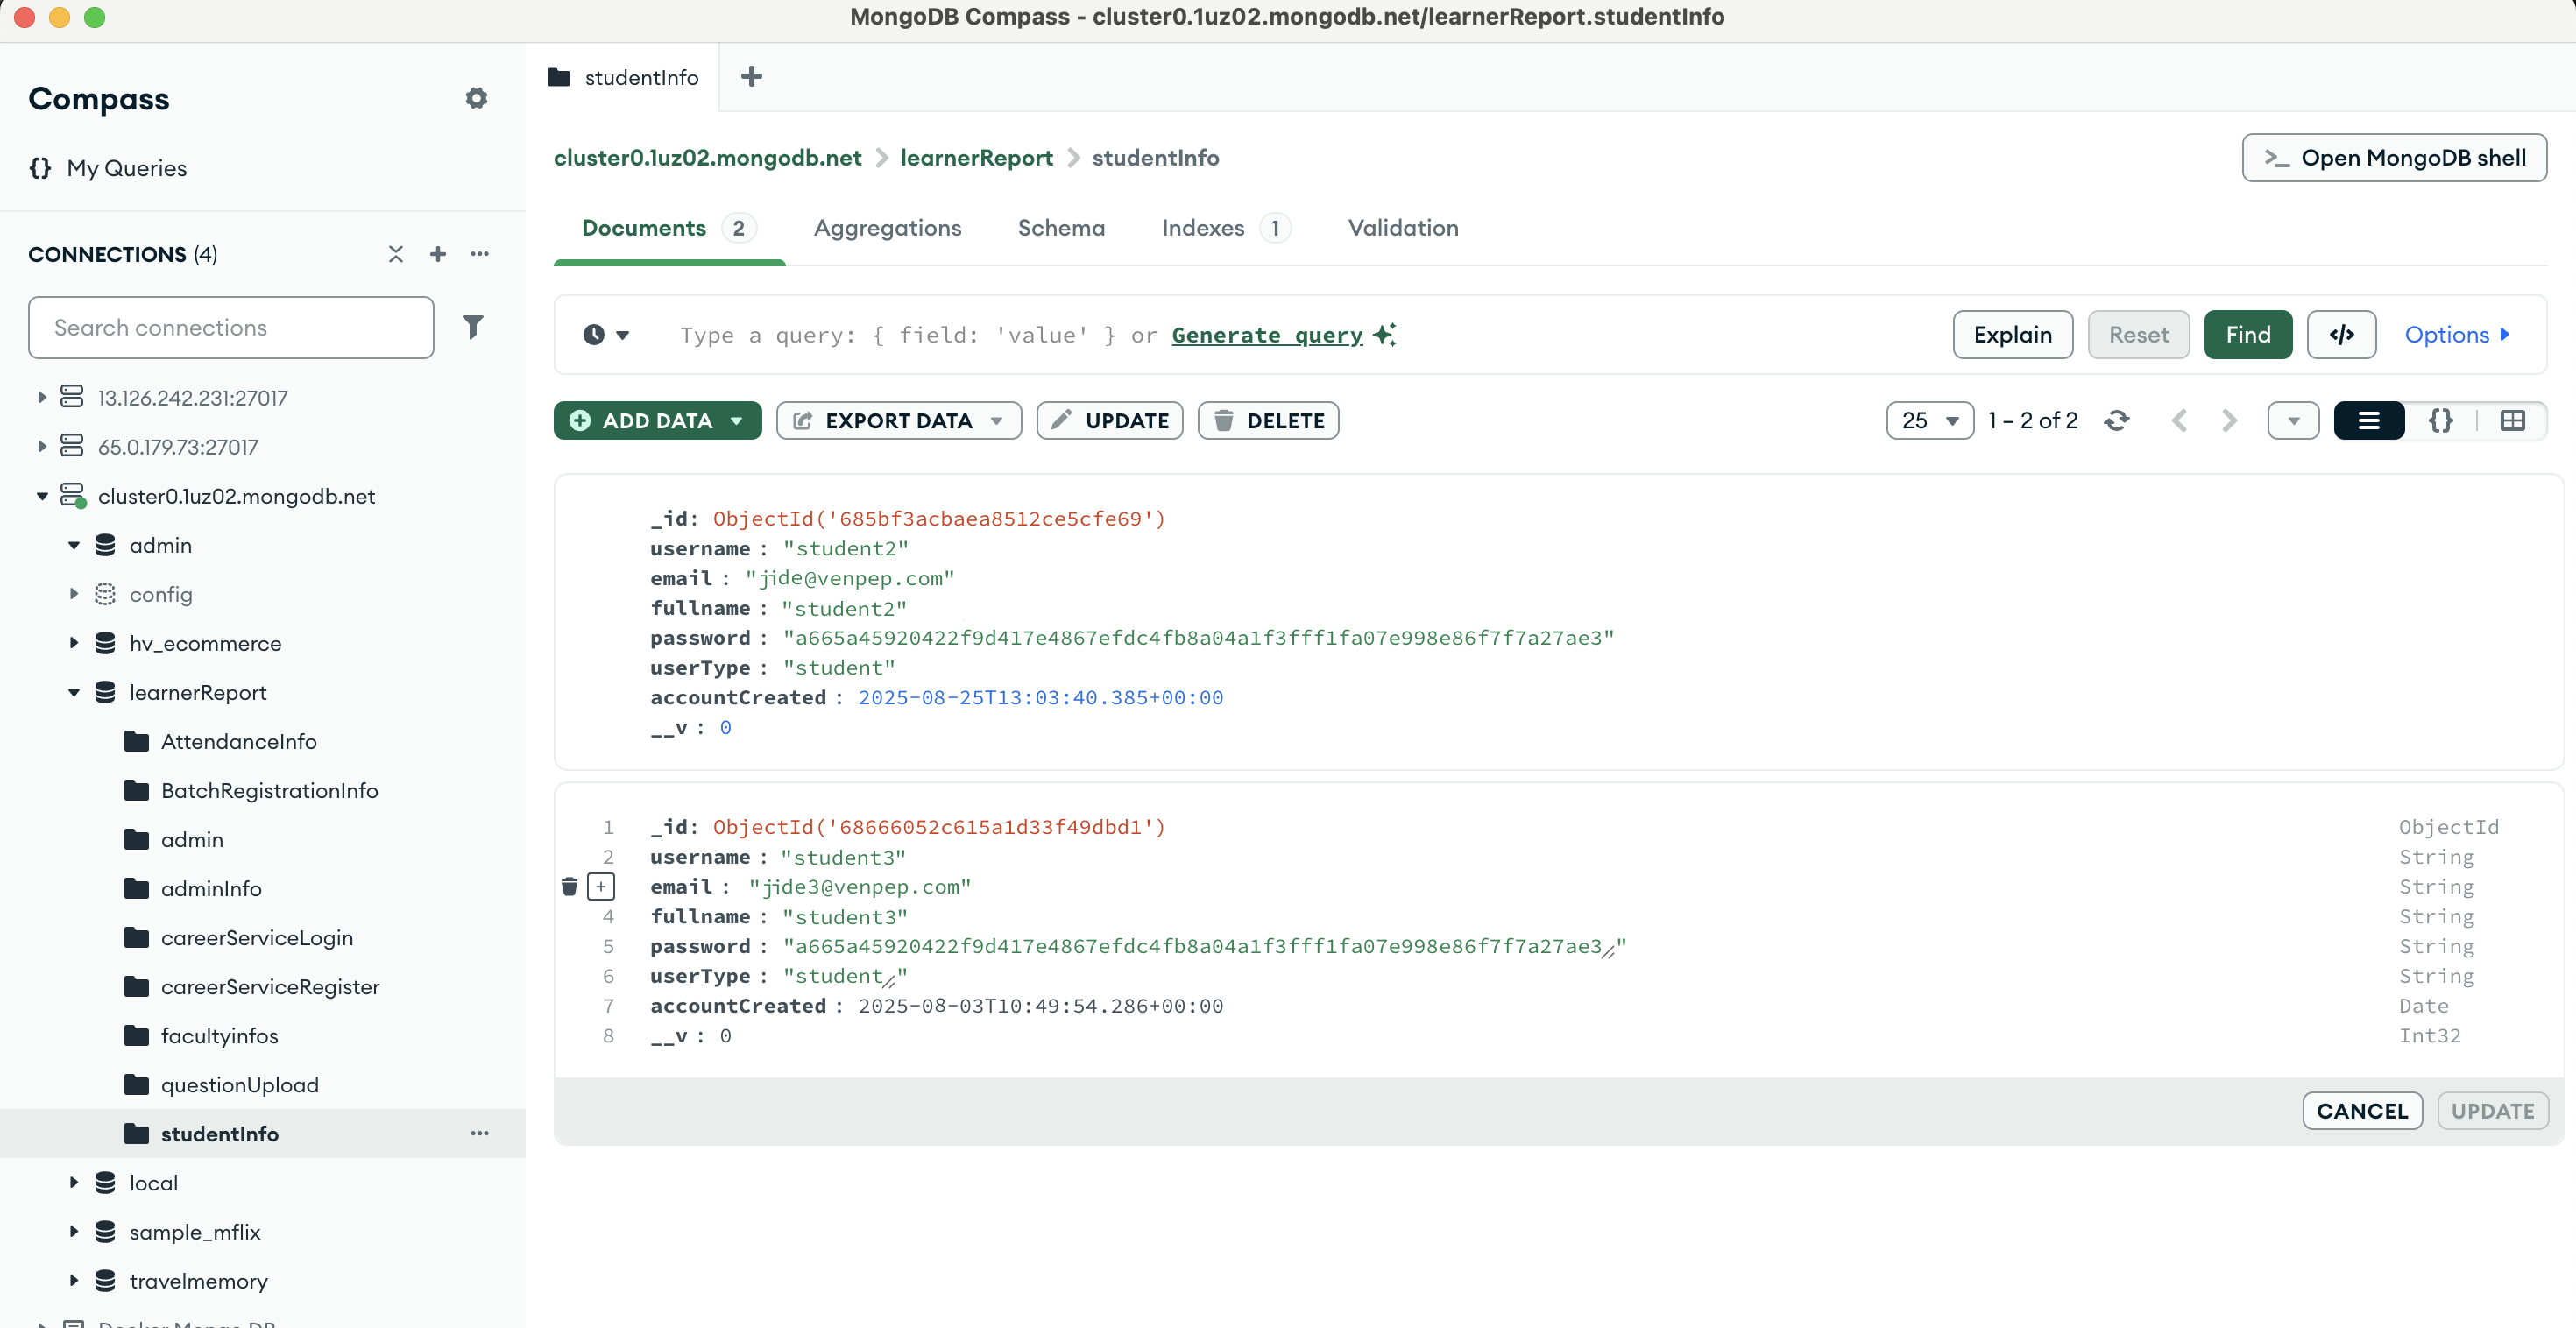 MongoDB Compass - cluster0.1uz02.mongodb.net/learnerReport.studentInfo
Compass
My Queries
CONNECTIONS (4)
Search connections
13.126.242.231:27017
65.0.179.73:27017
cluster0.1uz02.mongodb.net
admin
config
hv_ecommerce
learnerReport
AttendanceInfo
BatchRegistrationInfo
admin
adminInfo
careerServiceLogin
careerServiceRegister
facultyinfos
questionUpload
studentInfo
local
sample_mflix
travelmemory
Docker Mongo DB
studentInfo
cluster0.1uz02.mongodb.net > learnerReport > studentInfo
>_ Open MongoDB shell
Documents 2 Aggregations Schema Indexes 1 Validation
Type a query: { field: 'value' } or Generate query
Explain Reset Find </> Options
ADD DATA EXPORT DATA UPDATE DELETE
25 1 – 2 of 2 {}
_id: ObjectId('685bf3acbaea8512ce5cfe69')
username : "student2"
email : "jide@venpep.com"
fullname : "student2"
password : "a665a45920422f9d417e4867efdc4fb8a04a1f3fff1fa07e998e86f7f7a27ae3"
userType : "student"
accountCreated : 2025-08-25T13:03:40.385+00:00
__v : 0
1 _id: ObjectId('68666052c615a1d33f49dbd1') ObjectId
2 username : "student3" String
email : "jide3@venpep.com" String
4 fullname : "student3" String
5 password : "a665a45920422f9d417e4867efdc4fb8a04a1f3fff1fa07e998e86f7f7a27ae3" String
6 userType : "student" String
7 accountCreated : 2025-08-03T10:49:54.286+00:00 Date
8 __v : 0 Int32
CANCEL UPDATE